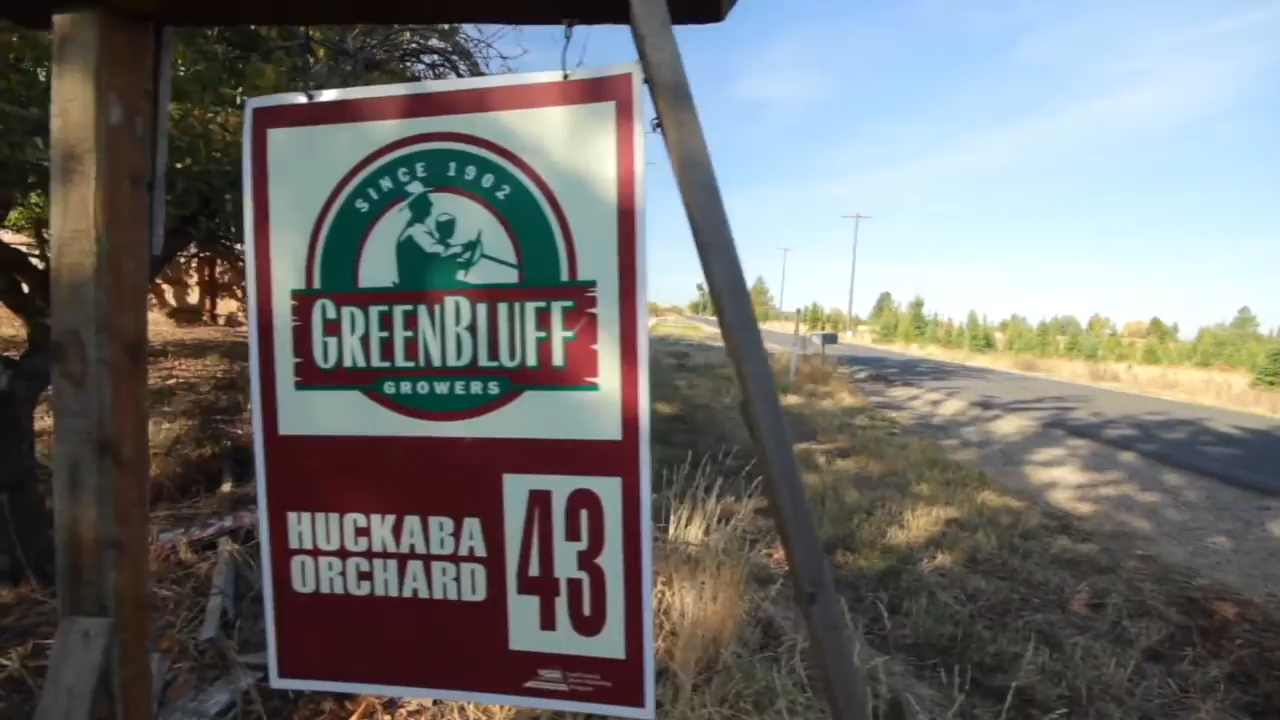 SINCE 1902
GREENBLUFF
GROWERS
HUCKABA
ORCHARD
43